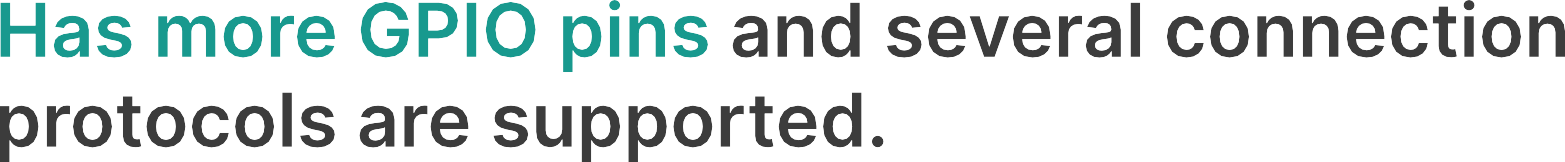 Has more GPIO pins and several connection
protocols are supported.